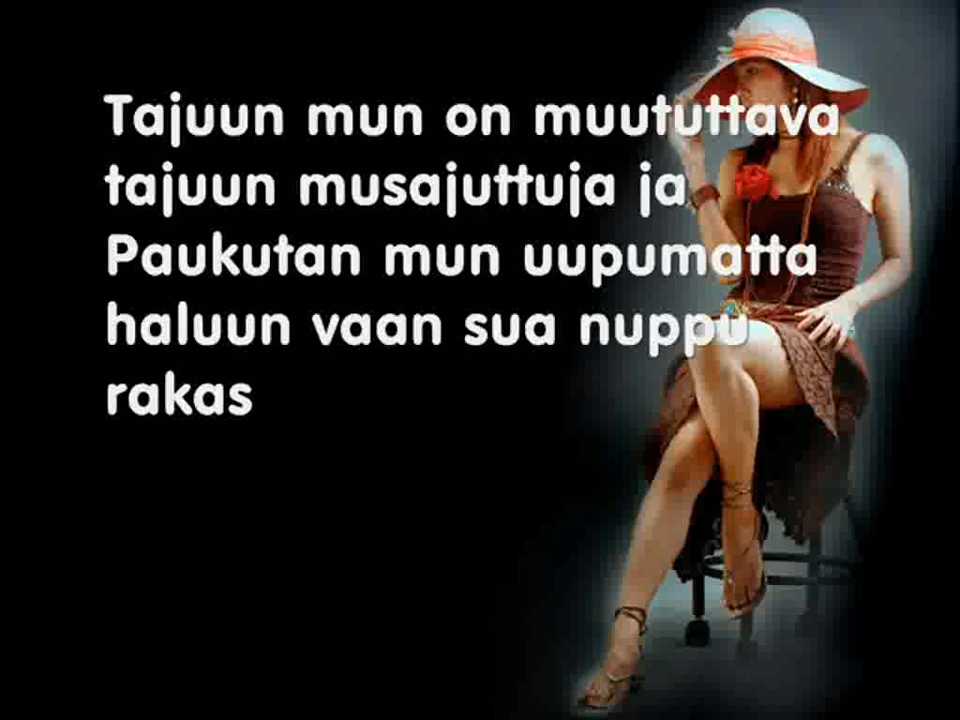 Tajuun mun on muututtava
tajuun musajuttuja ja
Paukutan mun uupumatta
haluun vaan sua nuppu
rakas